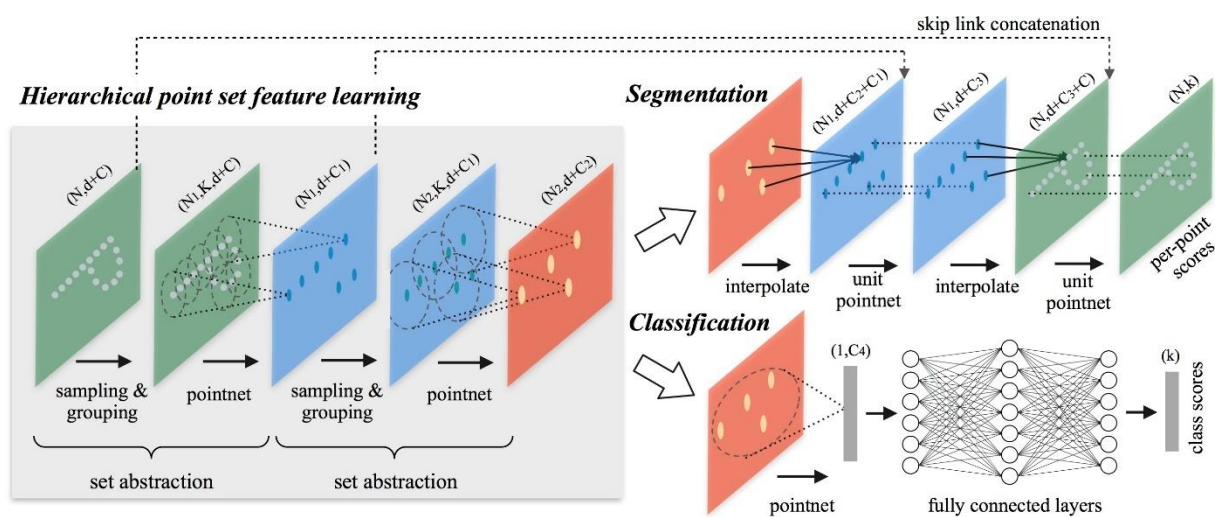 skip link concatenation
Hierarchical point set feature learning
(N,d+C)
(N1,K,d+C)
(N1,d+C1)
(N2,K,d+C1)
(N2,d+C2)
sampling &
grouping
pointnet
sampling &
grouping
pointnet
set abstraction
set abstraction
Segmentation
(N1,d+C2+C1)
(N1,d+C3)
(N,d+C3+C)
(N,k)
per-point
scores
interpolate
unit
pointnet
interpolate
unit
pointnet
Classification
(1,C4)
(k)
class scores
pointnet
fully connected layers